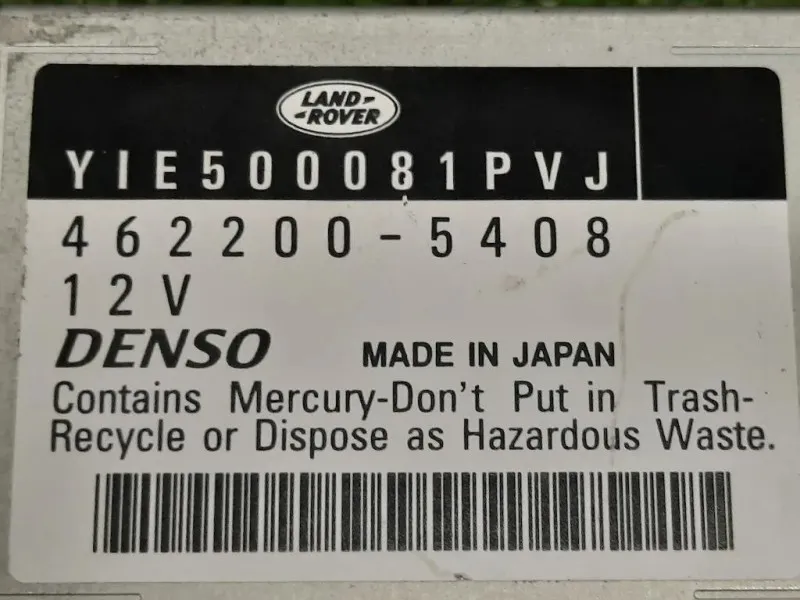 LAND-
-ROVER
YIE500081PVJ
462200-5408
12V
DENSO MADE IN JAPAN
Contains Mercury-Don't Put in Trash-
Recycle or Dispose as Hazardous Waste.